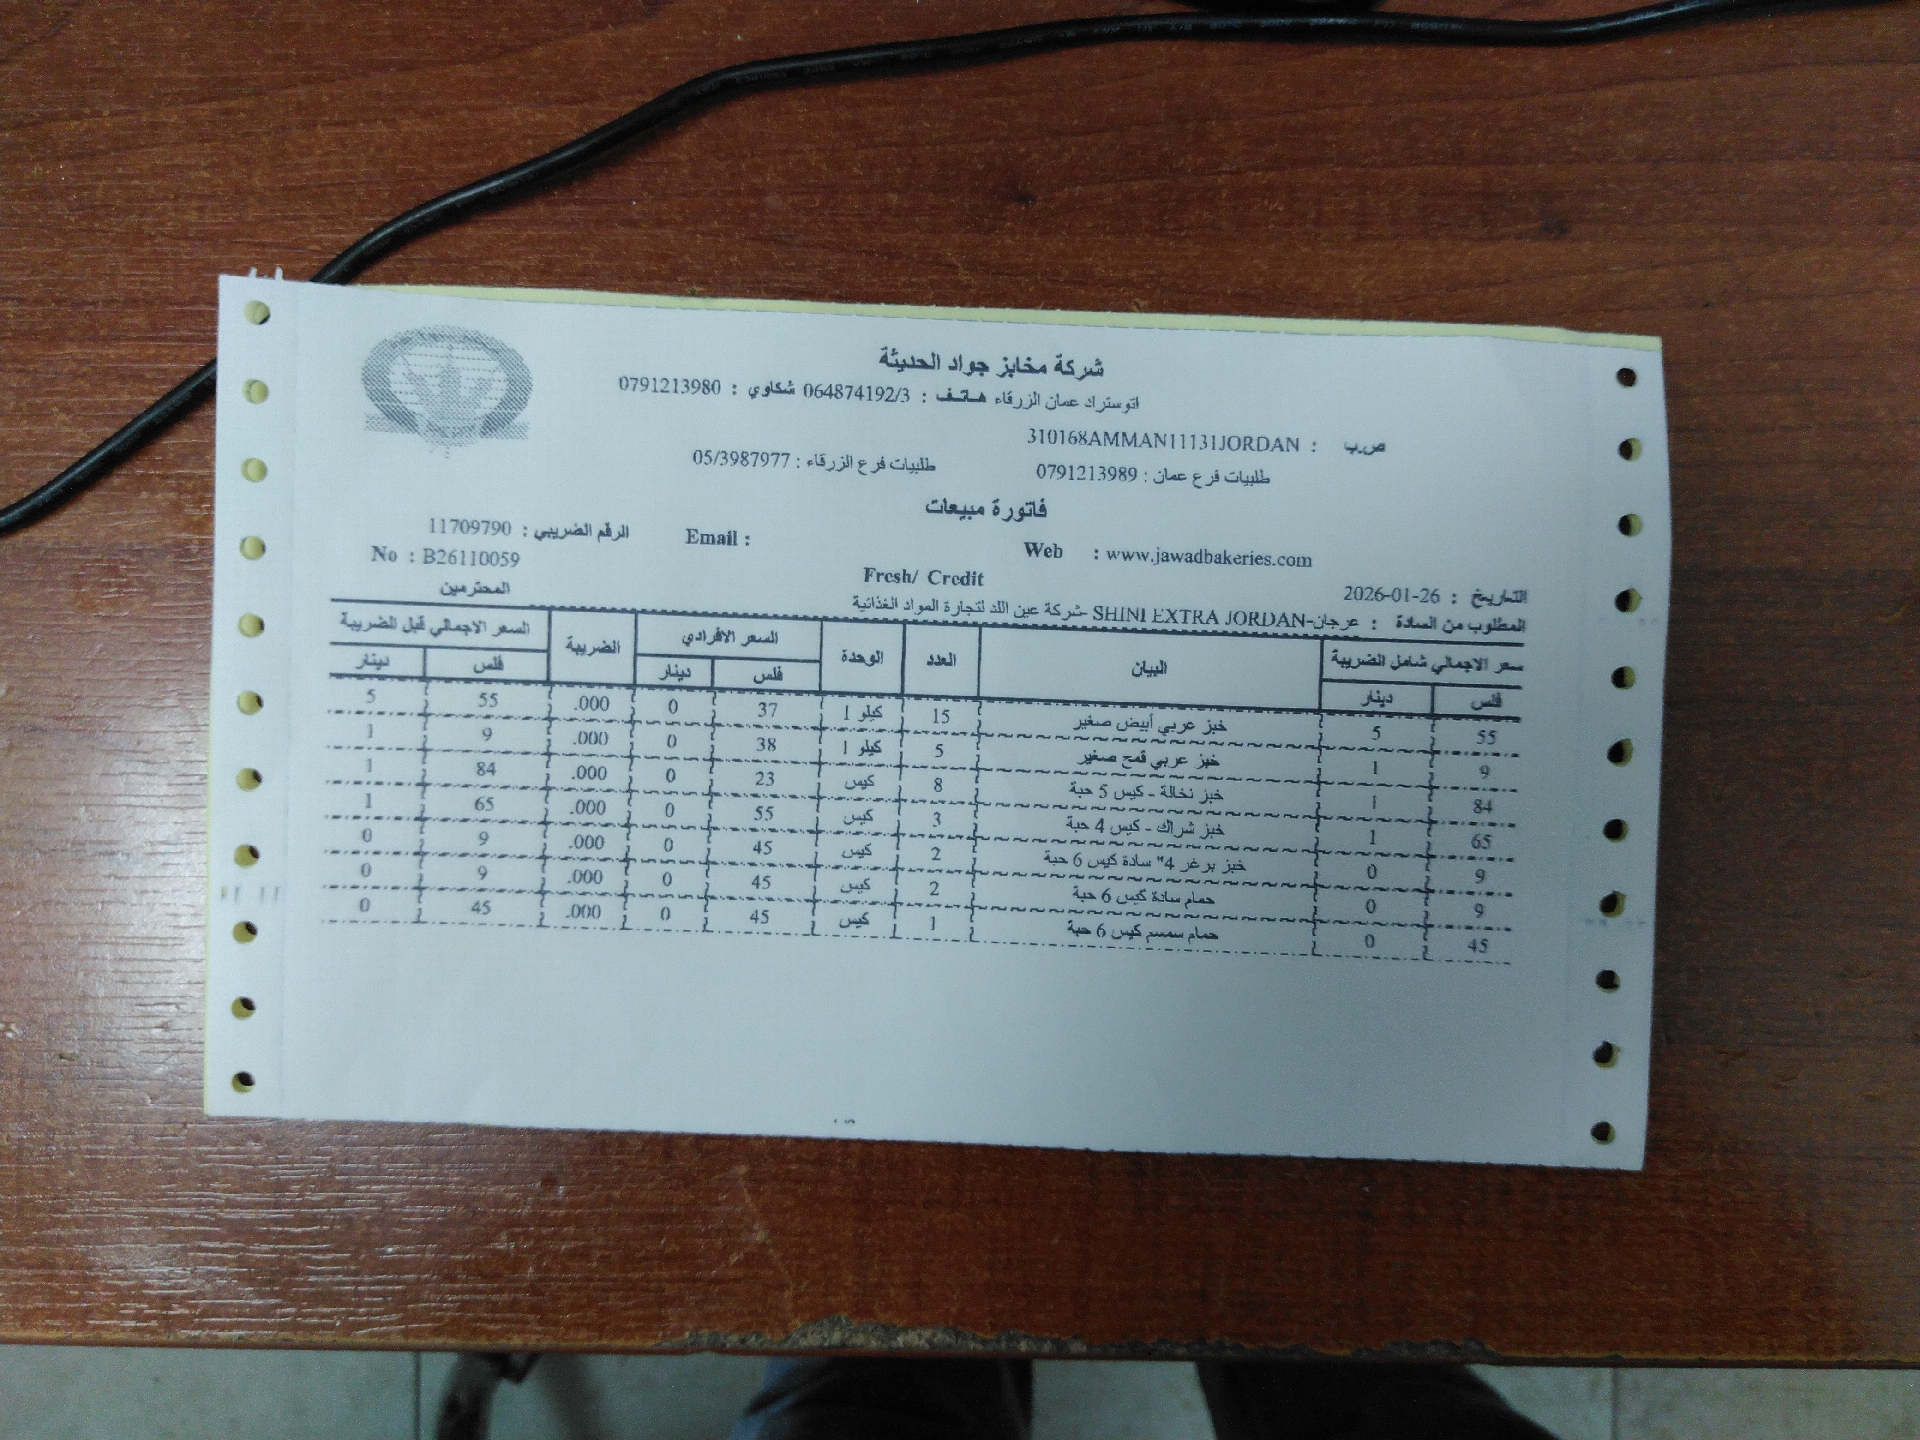 شركة مخابز جواد الحديثة
اتوستراد عمان الزرقاء هاتف : 064874192/3 شكاوي : 0791213980
ص.ب : 310168AMMAN11131JORDAN
طلبيات فرع عمان : 0791213989 طلبيات فرع الزرقاء : 05/3987977
فاتورة مبيعات
Web : www.jawadbakeries.com Email : الرقم الضريبي : 11709790
No : B26110059
التاريخ : 2026-01-26 Fresh/ Credit
المطلوب من السادة : عرجان-SHINI EXTRA JORDAN -شركة عين اللد لتجارة المواد الغذائية المحترمين
سعر الاجمالي شامل الضريبة البيان العدد الوحدة السعر الافرادي الضريبة السعر الاجمالي قبل الضريبة
فلس دينار فلس دينار فلس دينار
55 5 خبز عربي أبيض صغير 15 كيلو 1 37 0 .000 55 5
9 1 خبز عربي قمح صغير 5 كيلو 1 38 0 .000 9 1
84 1 خبز نخالة - كيس 5 حبة 8 كيس 23 0 .000 84 1
65 1 خبز شراك - كيس 4 حبة 3 كيس 55 0 .000 65 1
9 0 خبز برغر 4" سادة كيس 6 حبة 2 كيس 45 0 .000 9 0
9 0 حمام سادة كيس 6 حبة 2 كيس 45 0 .000 9 0
45 0 حمام سمسم كيس 6 حبة 1 كيس 45 0 .000 45 0